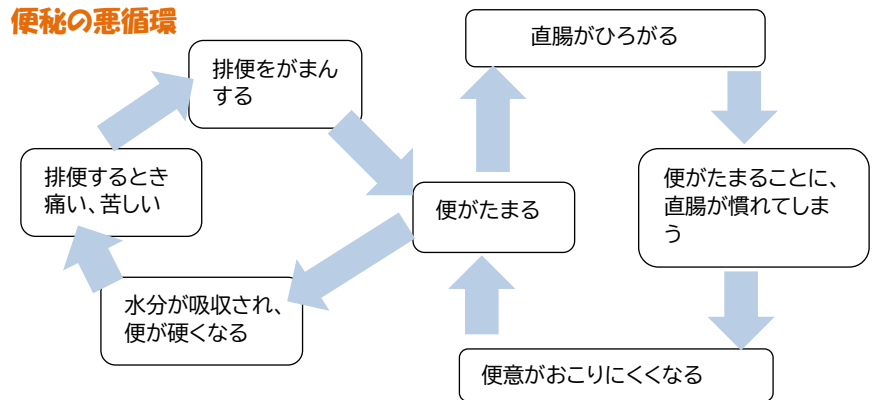 便秘の悪循環
排便をがまん
する
排便するとき
痛い、苦しい
水分が吸収され、
便が硬くなる
便がたまる
直腸がひろがる
便がたまることに、
直腸が慣れてしま
う
便意がおこりにくくなる